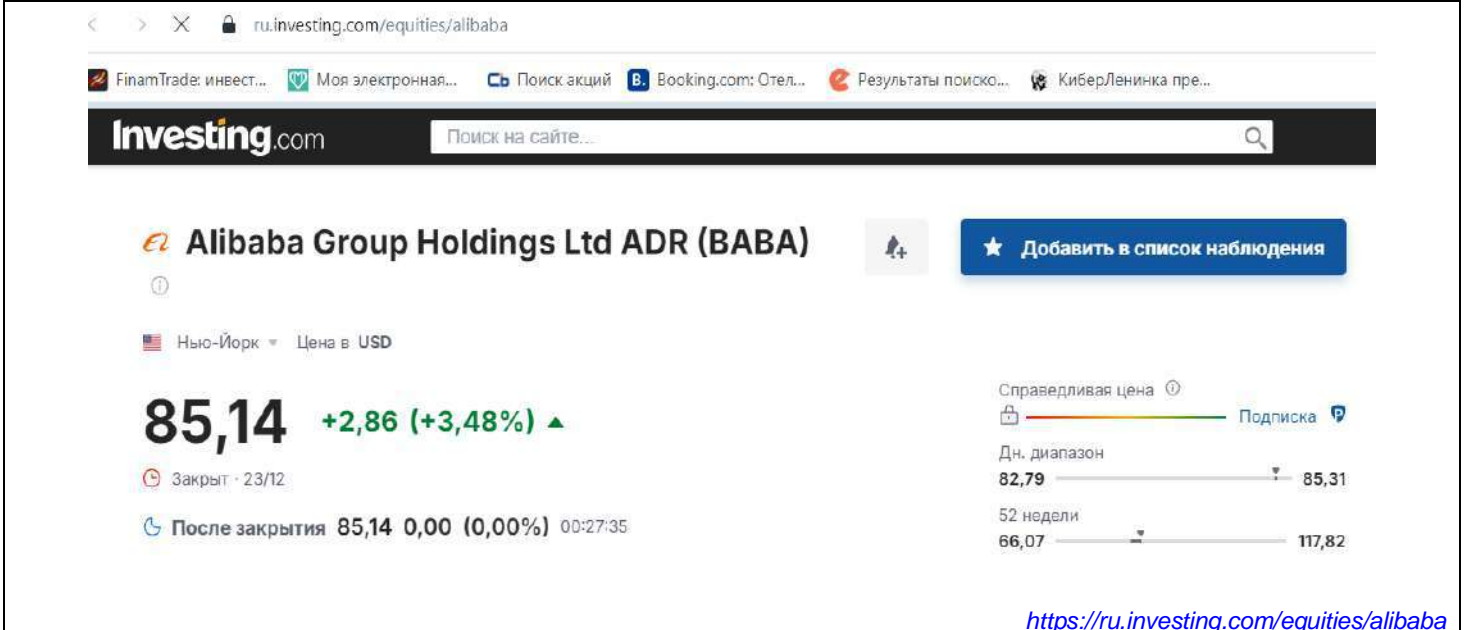 ru.investing.com/equities/alibaba
FinamTrade: инвест... Моя электронная... Сь Поиск акций B. Booking.com: Отел... Результаты поиско... КиберЛенинка пре...
Investing.com Поиск на сайте...
Alibaba Group Holdings Ltd ADR (BABA) Добавить в список наблюдения
Нью-Йорк Цена в USD
85,14 +2,86 (+3,48%)
Закрыт · 23/12
После закрытия 85,14 0,00 (0,00%) 00:27:35
Справедливая цена
Подписка
Дн. диапазон
82,79 85,31
52 недели
66,07 117,82
https://ru.investing.com/equities/alibaba